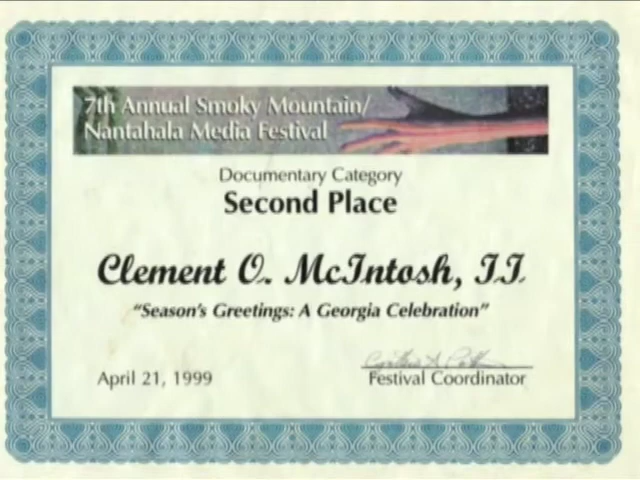 7th Annual Smoky Mountain/
Nantahala Media Festival
Documentary Category
Second Place
Clement O. McIntosh, II
"Season's Greetings: A Georgia Celebration"
April 21, 1999
Festival Coordinator